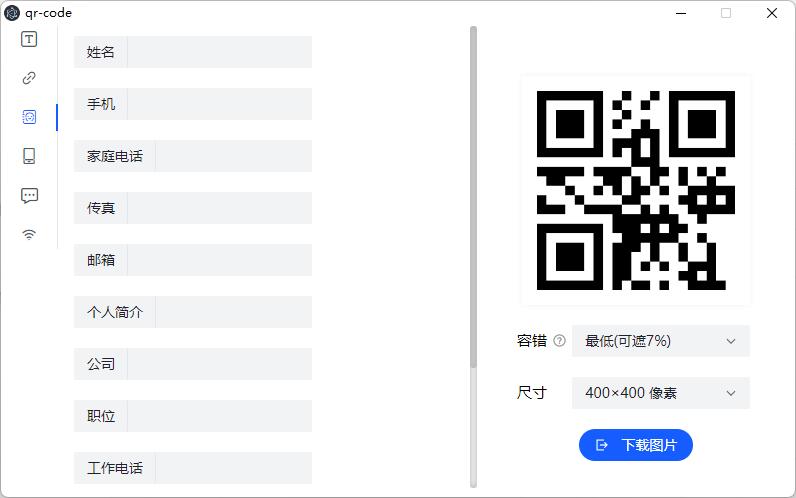 qr-code
姓名
手机
家庭电话
传真
邮箱
个人简介
公司
职位
工作电话
容错
最低(可遮7%)
尺寸
400×400 像素
下载图片